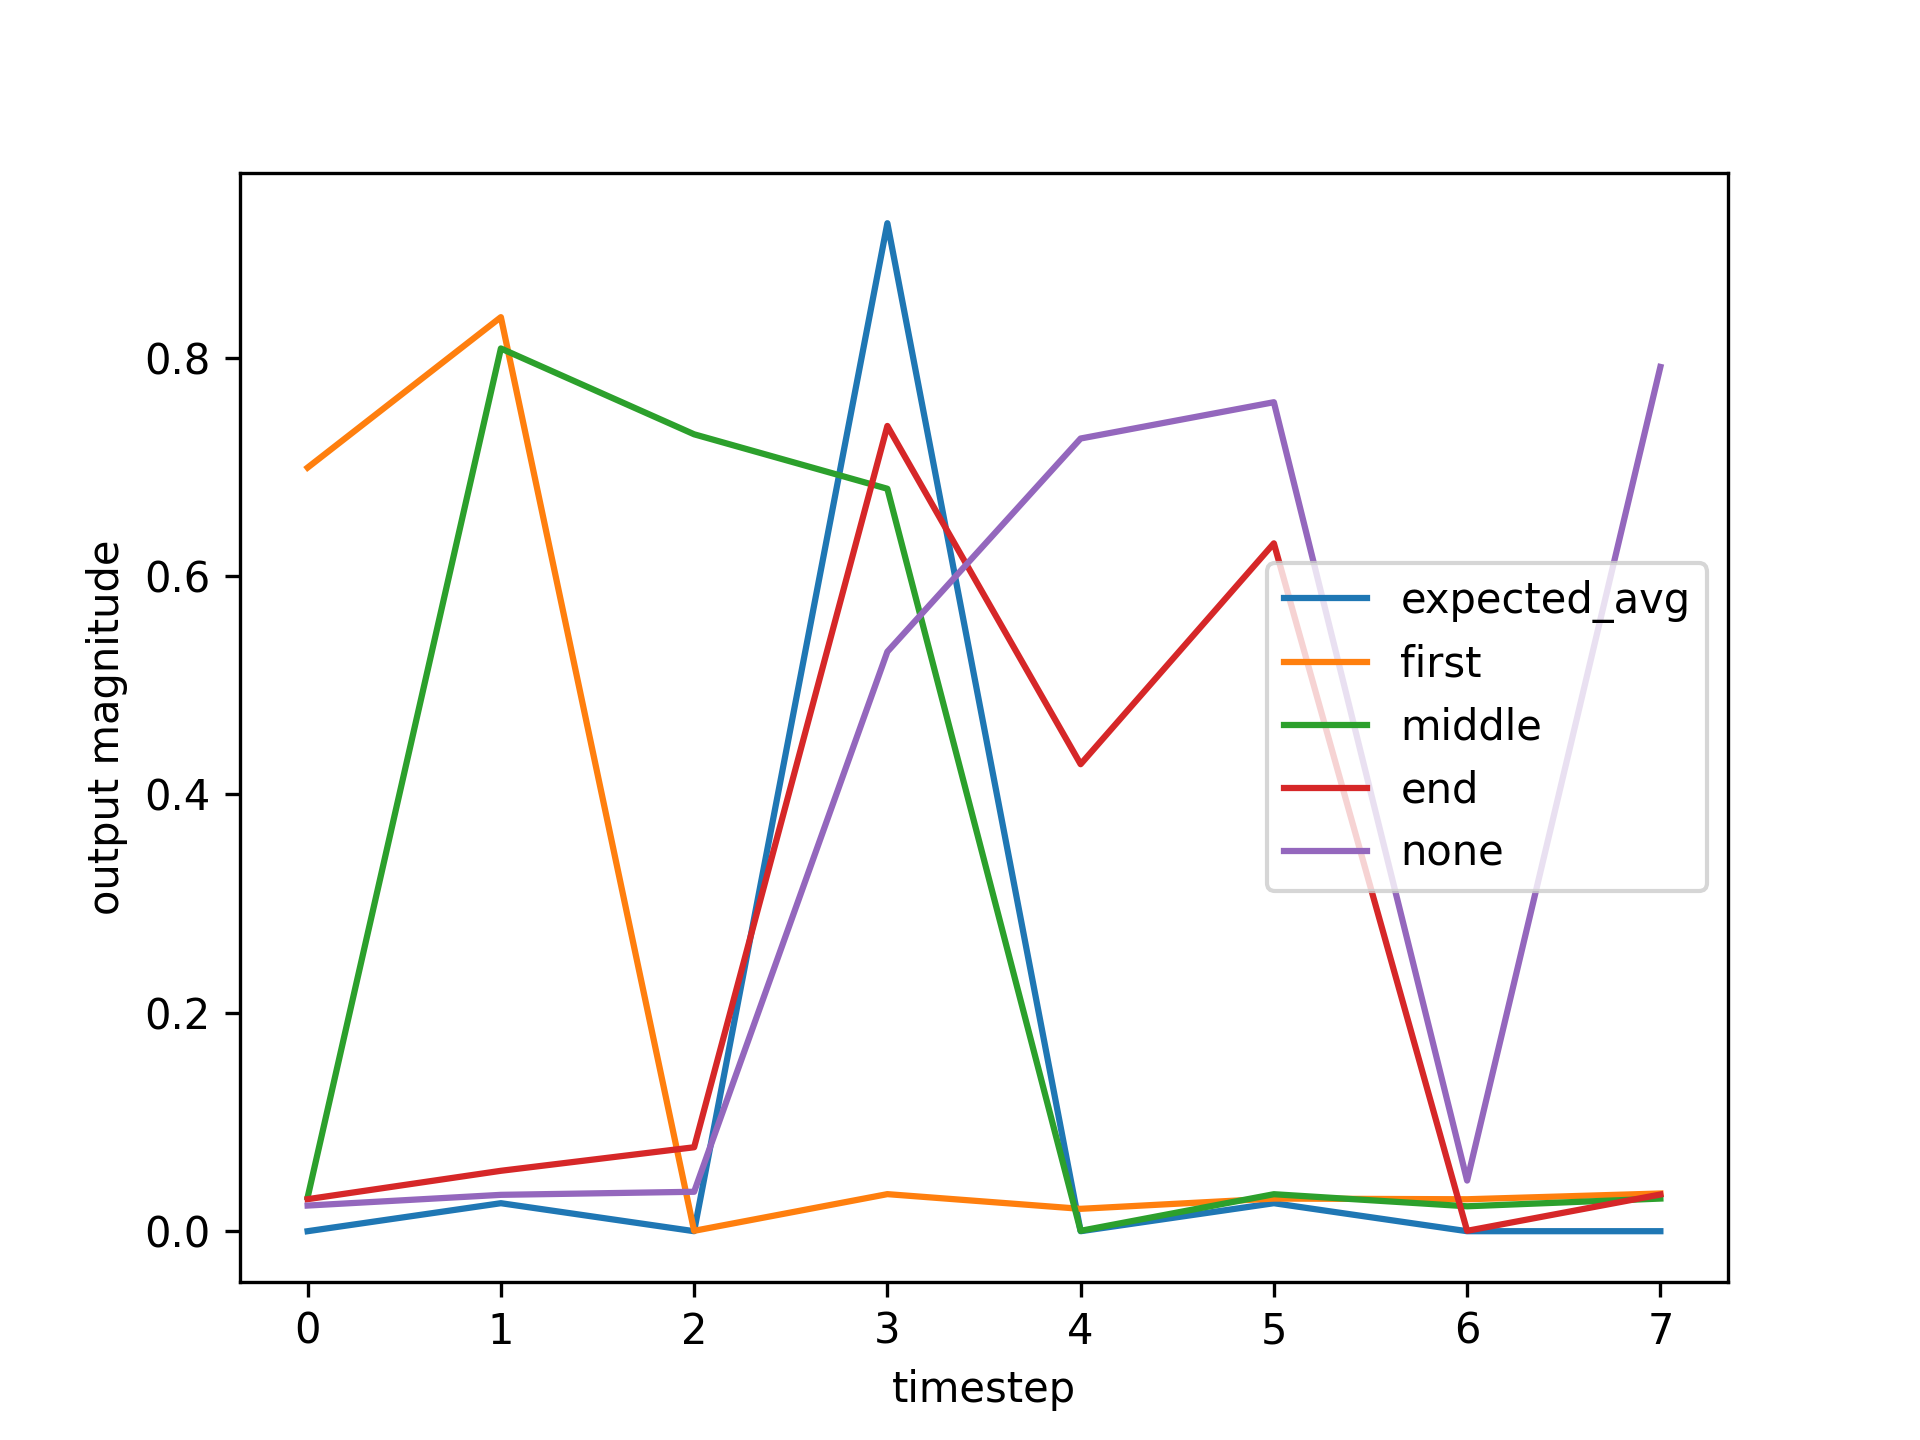 output magnitude
0.8
0.6
0.4
0.2
0.0
expected_avg
first
middle
end
none
0 1 2 3 4 5 6 7
timestep